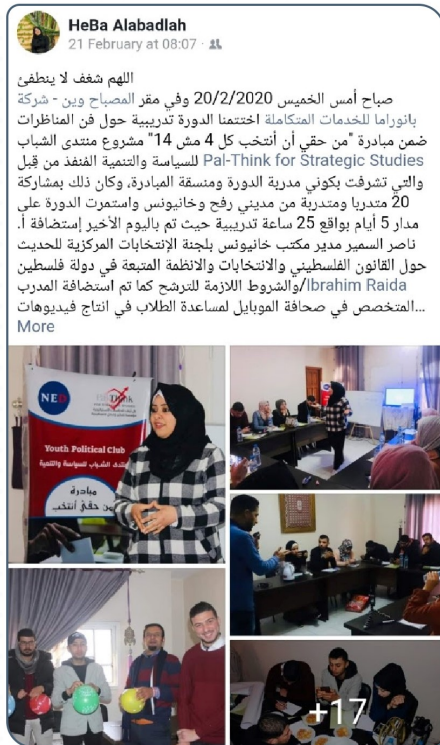 HeBa Alabadlah
21 February at 08:07 ·
اللهم شغف لا ينطفئ
صباح أمس الخميس 20/2/2020 وفي مقر المصباح وين - شركة
بانوراما للخدمات المتكاملة اختتمنا الدورة تدريبية حول فن المناظرات
ضمن مبادرة "من حقي أن أنتخب كل 4 مش 14" مشروع منتدى الشباب
للسياسة والتنمية المنفذ من قِبل Pal-Think for Strategic Studies
والتي تشرفت بكوني مدربة الدورة ومنسقة المبادرة، وكان ذلك بمشاركة
20 متدربا ومتدربة من مديني رفح وخانيونس واستمرت الدورة على
مدار 5 أيام بواقع 25 ساعة تدريبية حيث تم باليوم الأخير إستضافة أ.
ناصر السمير مدير مكتب خانيونس بلجنة الإنتخابات المركزية للحديث
حول القانون الفلسطيني والانتخابات والانظمة المتبعة في دولة فلسطين
والشروط اللازمة للترشح كما تم استضافة المدرب/Ibrahim Raida
المتخصص في صحافة الموبايل لمساعدة الطلاب في انتاج فيديوهات...
More
NED
Youth Political Club
منتدى الشباب للسياسة والتنمية
مبادرة
من حقي أنتخب
+17